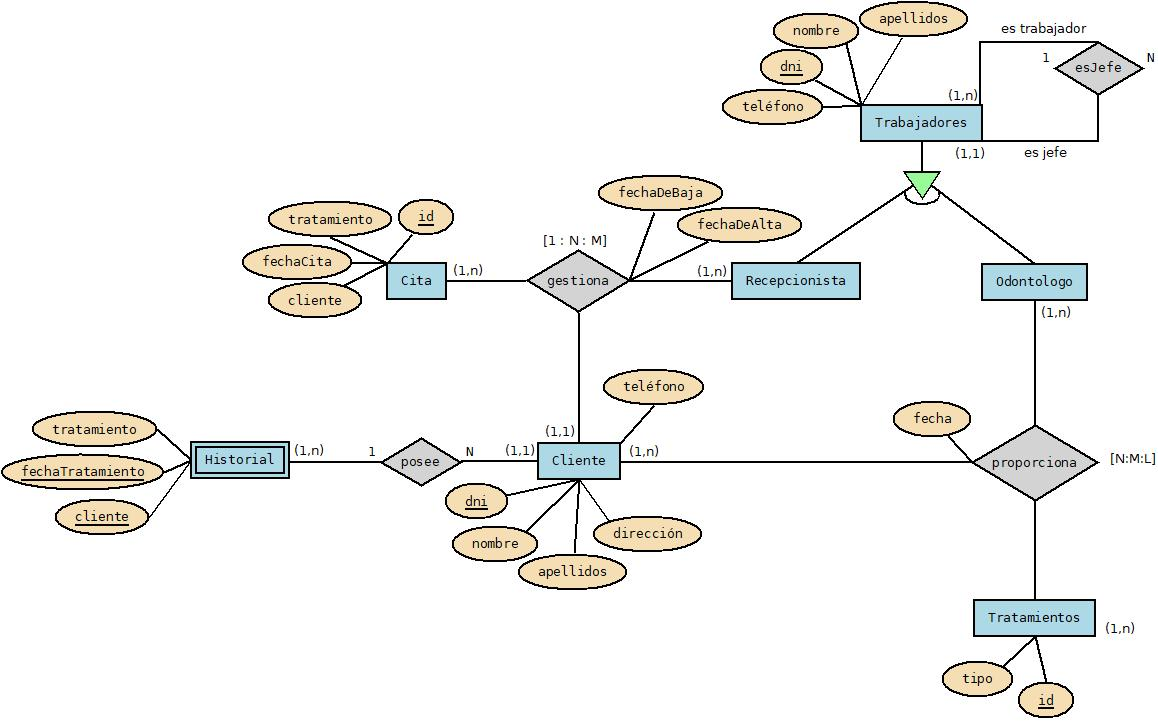 apellidos
nombre
es trabajador
dni
1
esJefe
N
teléfono
(1,n)
Trabajadores
(1,1)
es jefe
fechaDeBaja
tratamiento
id
fechaDeAlta
[1 : N : M]
fechaCita
(1,n)
(1,n)
Cita
gestiona
Recepcionista
Odontologo
cliente
(1,n)
teléfono
tratamiento
fecha
(1,1)
(1,n)
1
N
(1,1)
(1,n)
Historial
posee
Cliente
proporciona
[N:M:L]
fechaTratamiento
dni
cliente
dirección
nombre
apellidos
Tratamientos
(1,n)
tipo
id